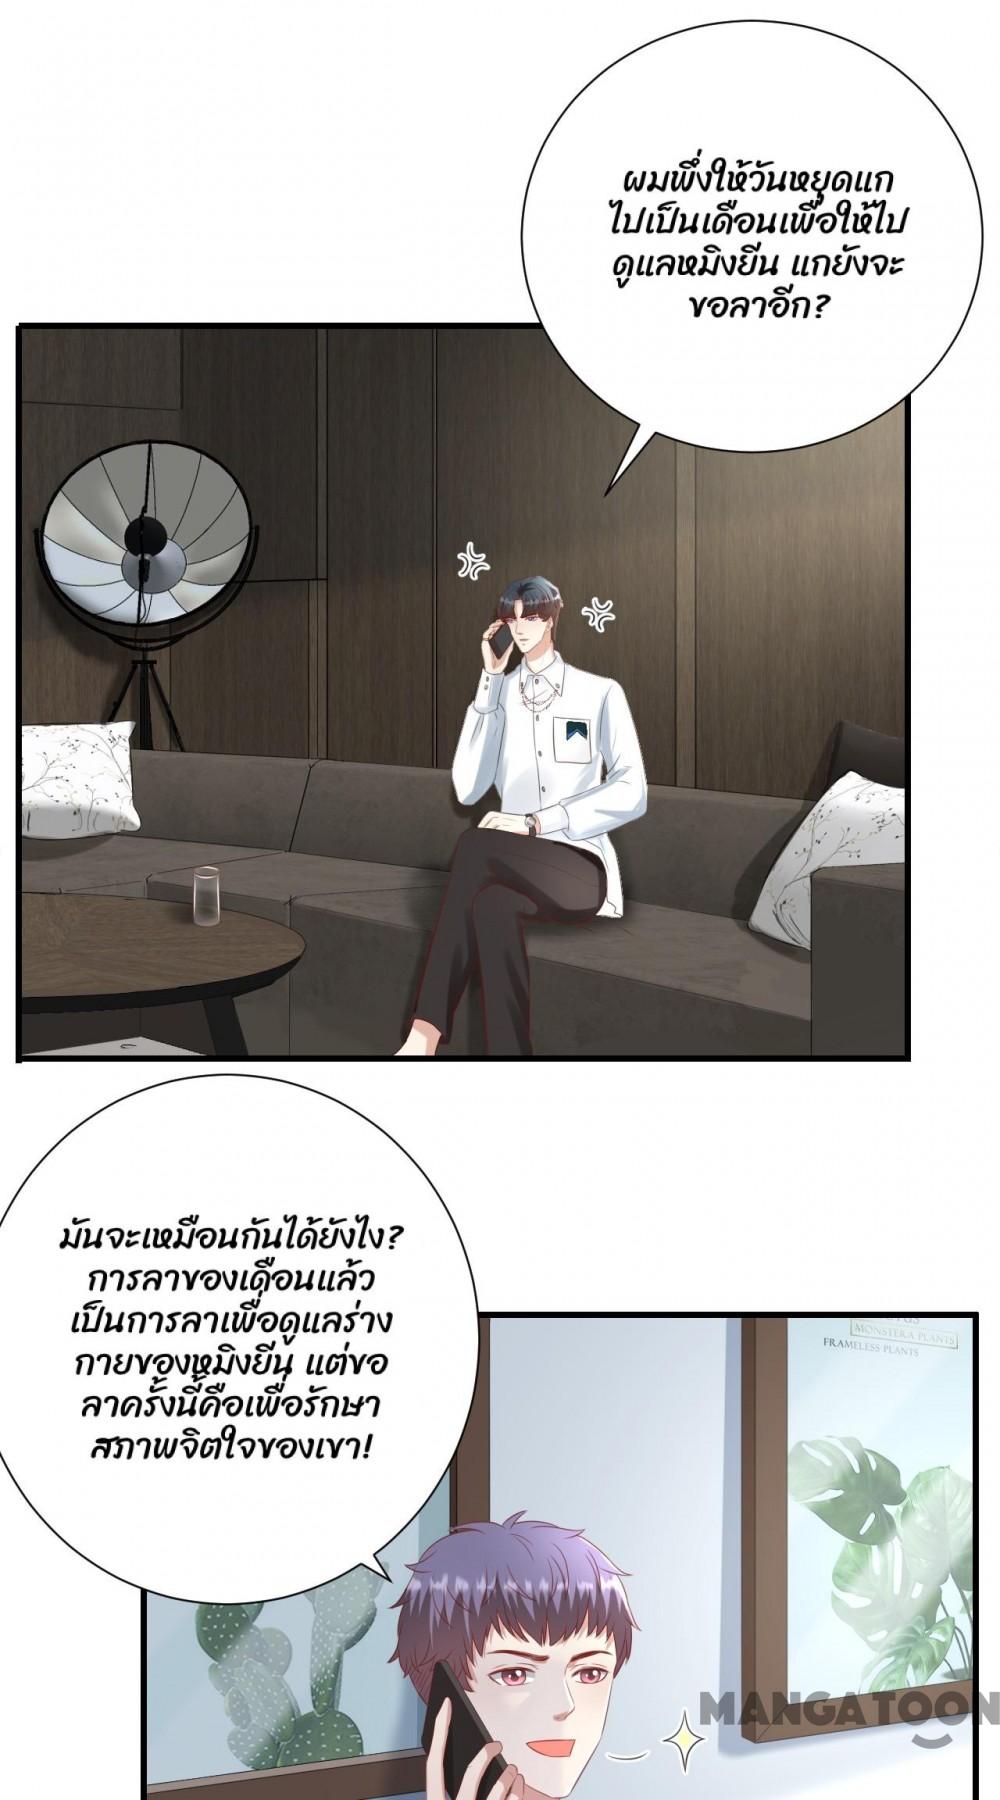 ผมพึ่งให้วันหยุดแก
ไปเป็นเดือนเพื่อให้ไป
ดูแลหมิงยีน แกยังจะ
ขอลาอีก?
มันจะเหมือนกันได้ยังไง?
การลาของเดือนแล้ว
เป็นการลาเพื่อดูแลร่าง
กายของหมิงยีน แต่ขอ
ลาครั้งนี้คือเพื่อรักษา
สภาพจิตใจของเขา!
MONSTERA PLANTS
FRAMELESS PLANTS
MANGATOON